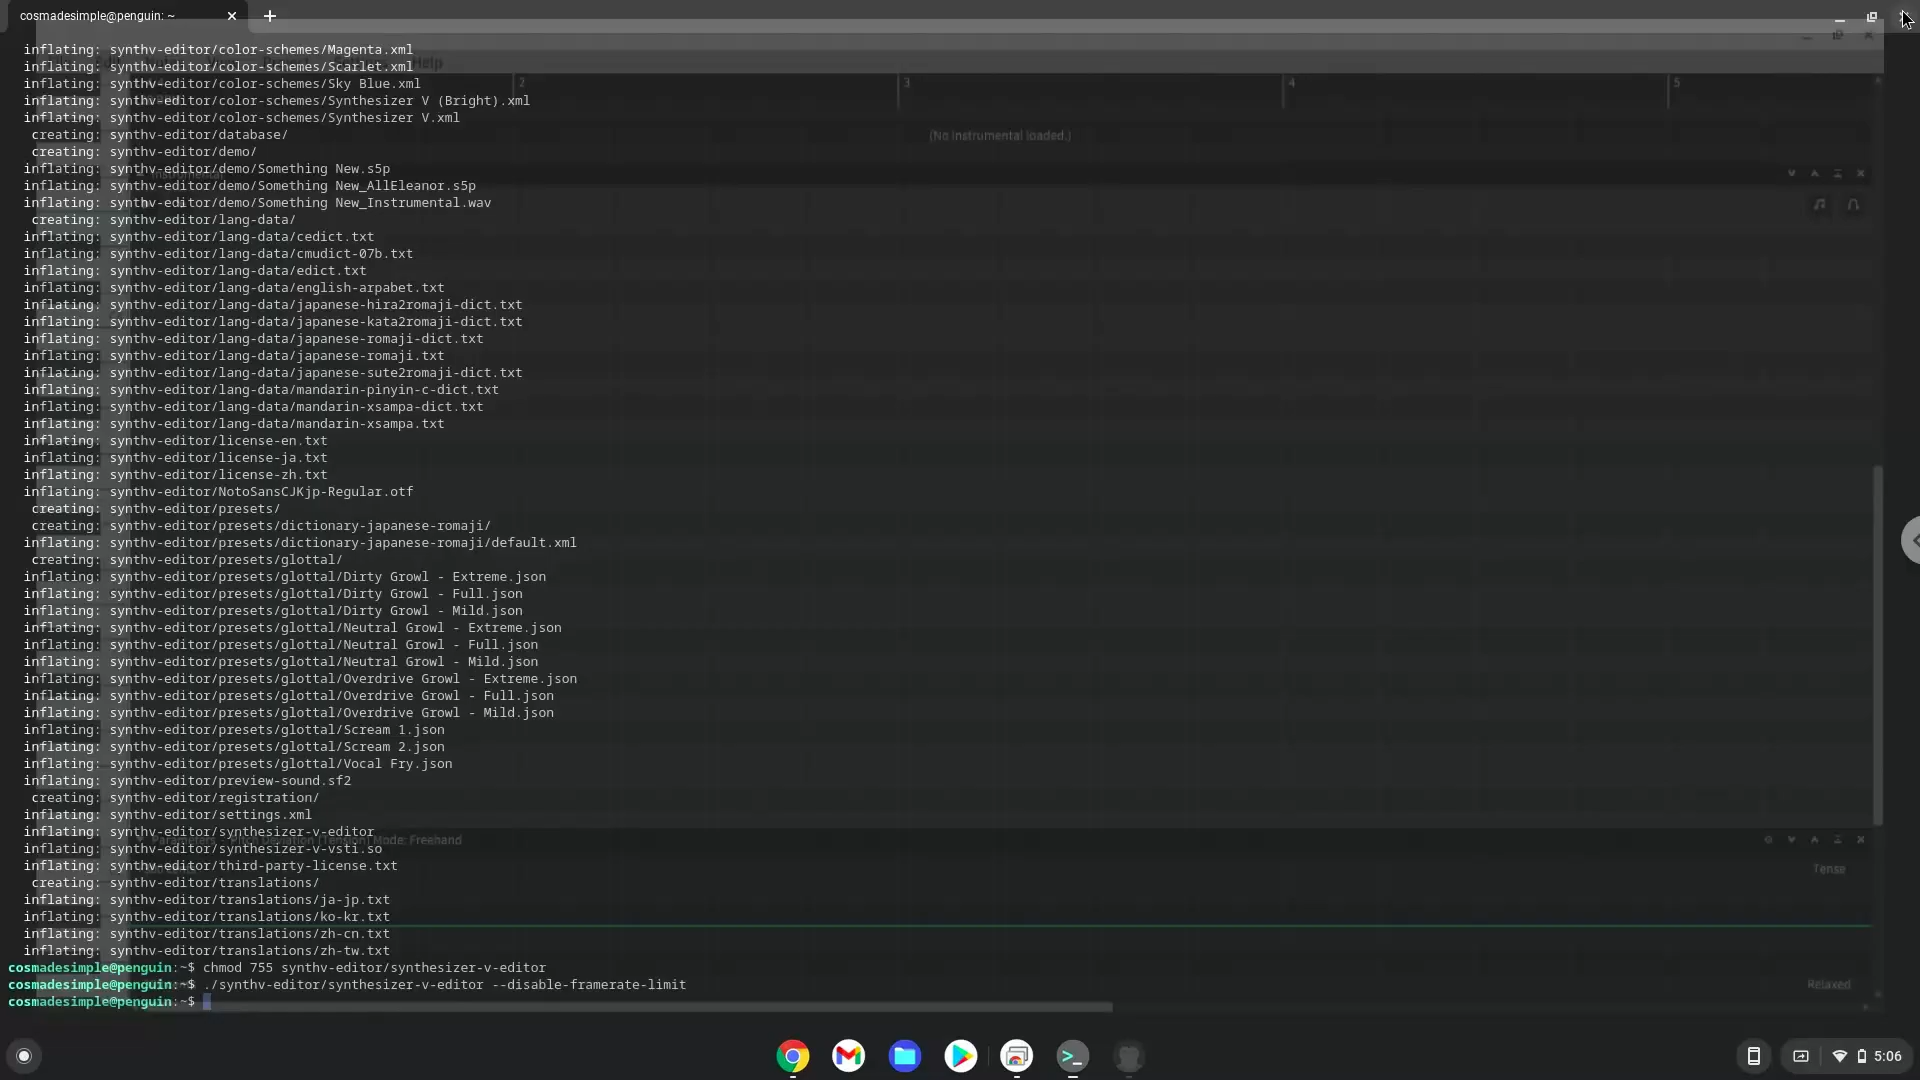 cosmadesimple@penguin: ~
inflating: synthv-editor/color-schemes/Magenta.xml
inflating: synthv-editor/color-schemes/Scarlet.xml
Help
inflating: synthv-editor/color-schemes/Sky Blue.xml
2
3
4
5
inflating: synthv-editor/color-schemes/Synthesizer V (Bright).xml
inflating: synthv-editor/color-schemes/Synthesizer V.xml
creating: synthv-editor/database/
(No instrumental loaded.)
creating: synthv-editor/demo/
inflating: synthv-editor/demo/Something New.s5p
Instrumental
inflating: synthv-editor/demo/Something New_AllEleanor.s5p
inflating: synthv-editor/demo/Something New_Instrumental.wav
creating: synthv-editor/lang-data/
inflating: synthv-editor/lang-data/cedict.txt
inflating: synthv-editor/lang-data/cmudict-07b.txt
inflating: synthv-editor/lang-data/edict.txt
inflating: synthv-editor/lang-data/english-arpabet.txt
inflating: synthv-editor/lang-data/japanese-hira2romaji-dict.txt
inflating: synthv-editor/lang-data/japanese-kata2romaji-dict.txt
inflating: synthv-editor/lang-data/japanese-romaji-dict.txt
inflating: synthv-editor/lang-data/japanese-romaji.txt
inflating: synthv-editor/lang-data/japanese-sute2romaji-dict.txt
inflating: synthv-editor/lang-data/mandarin-pinyin-c-dict.txt
inflating: synthv-editor/lang-data/mandarin-xsampa-dict.txt
inflating: synthv-editor/lang-data/mandarin-xsampa.txt
inflating: synthv-editor/license-en.txt
inflating: synthv-editor/license-ja.txt
inflating: synthv-editor/license-zh.txt
inflating: synthv-editor/NotoSansCJKjp-Regular.otf
creating: synthv-editor/presets/
creating: synthv-editor/presets/dictionary-japanese-romaji/
inflating: synthv-editor/presets/dictionary-japanese-romaji/default.xml
creating: synthv-editor/presets/glottal/
inflating: synthv-editor/presets/glottal/Dirty Growl - Extreme.json
inflating: synthv-editor/presets/glottal/Dirty Growl - Full.json
inflating: synthv-editor/presets/glottal/Dirty Growl - Mild.json
inflating: synthv-editor/presets/glottal/Neutral Growl - Extreme.json
inflating: synthv-editor/presets/glottal/Neutral Growl - Full.json
inflating: synthv-editor/presets/glottal/Neutral Growl - Mild.json
inflating: synthv-editor/presets/glottal/Overdrive Growl - Extreme.json
inflating: synthv-editor/presets/glottal/Overdrive Growl - Full.json
inflating: synthv-editor/presets/glottal/Overdrive Growl - Mild.json
inflating: synthv-editor/presets/glottal/Scream 1.json
inflating: synthv-editor/presets/glottal/Scream 2.json
inflating: synthv-editor/presets/glottal/Vocal Fry.json
inflating: synthv-editor/preview-sound.sf2
creating: synthv-editor/registration/
inflating: synthv-editor/settings.xml
inflating: synthv-editor/synthesizer-v-editor
Parameters - Pitch Deviation (Tension) Mode: Freehand
inflating: synthv-editor/synthesizer-v-vsti.so
inflating: synthv-editor/third-party-license.txt
Tense
creating: synthv-editor/translations/
inflating: synthv-editor/translations/ja-jp.txt
inflating: synthv-editor/translations/ko-kr.txt
inflating: synthv-editor/translations/zh-cn.txt
inflating: synthv-editor/translations/zh-tw.txt
cosmadesimple@penguin:~$ chmod 755 synthv-editor/synthesizer-v-editor
cosmadesimple@penguin:~$ ./synthv-editor/synthesizer-v-editor --disable-framerate-limit
Relaxed
cosmadesimple@penguin:~$
5:06